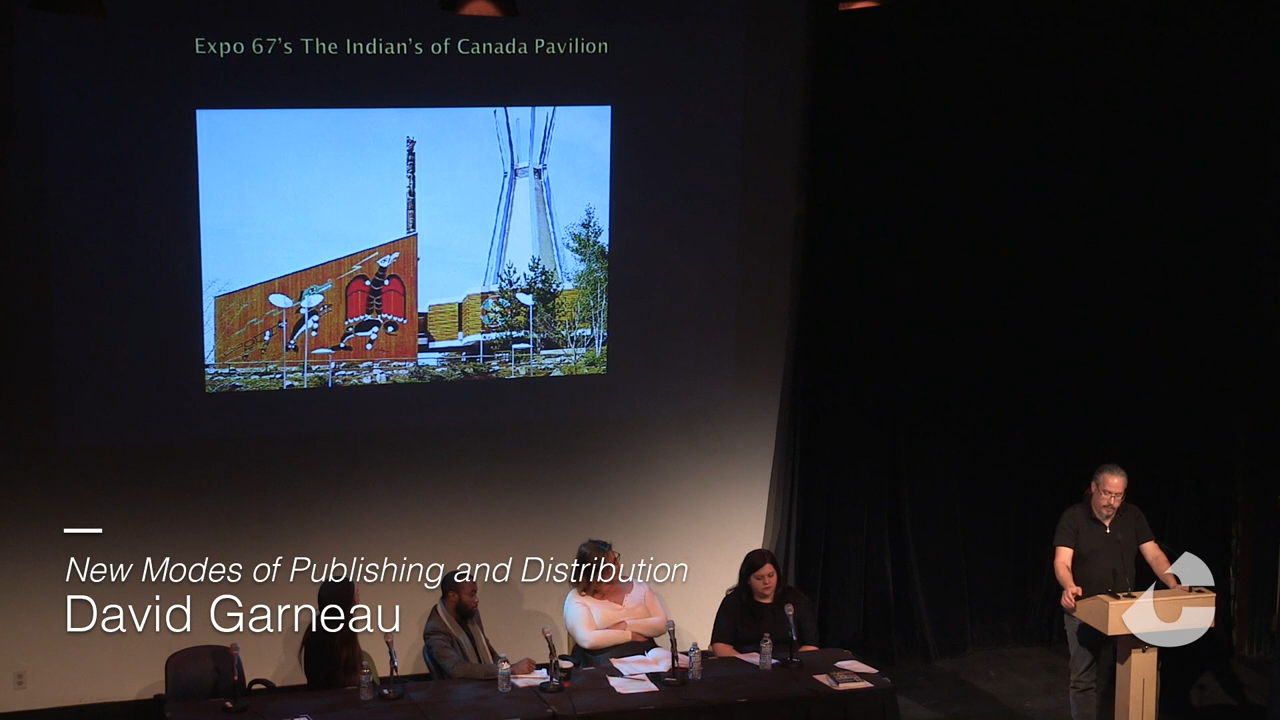 Expo 67's The Indian's of Canada Pavilion
New Modes of Publishing and Distribution
David Garneau